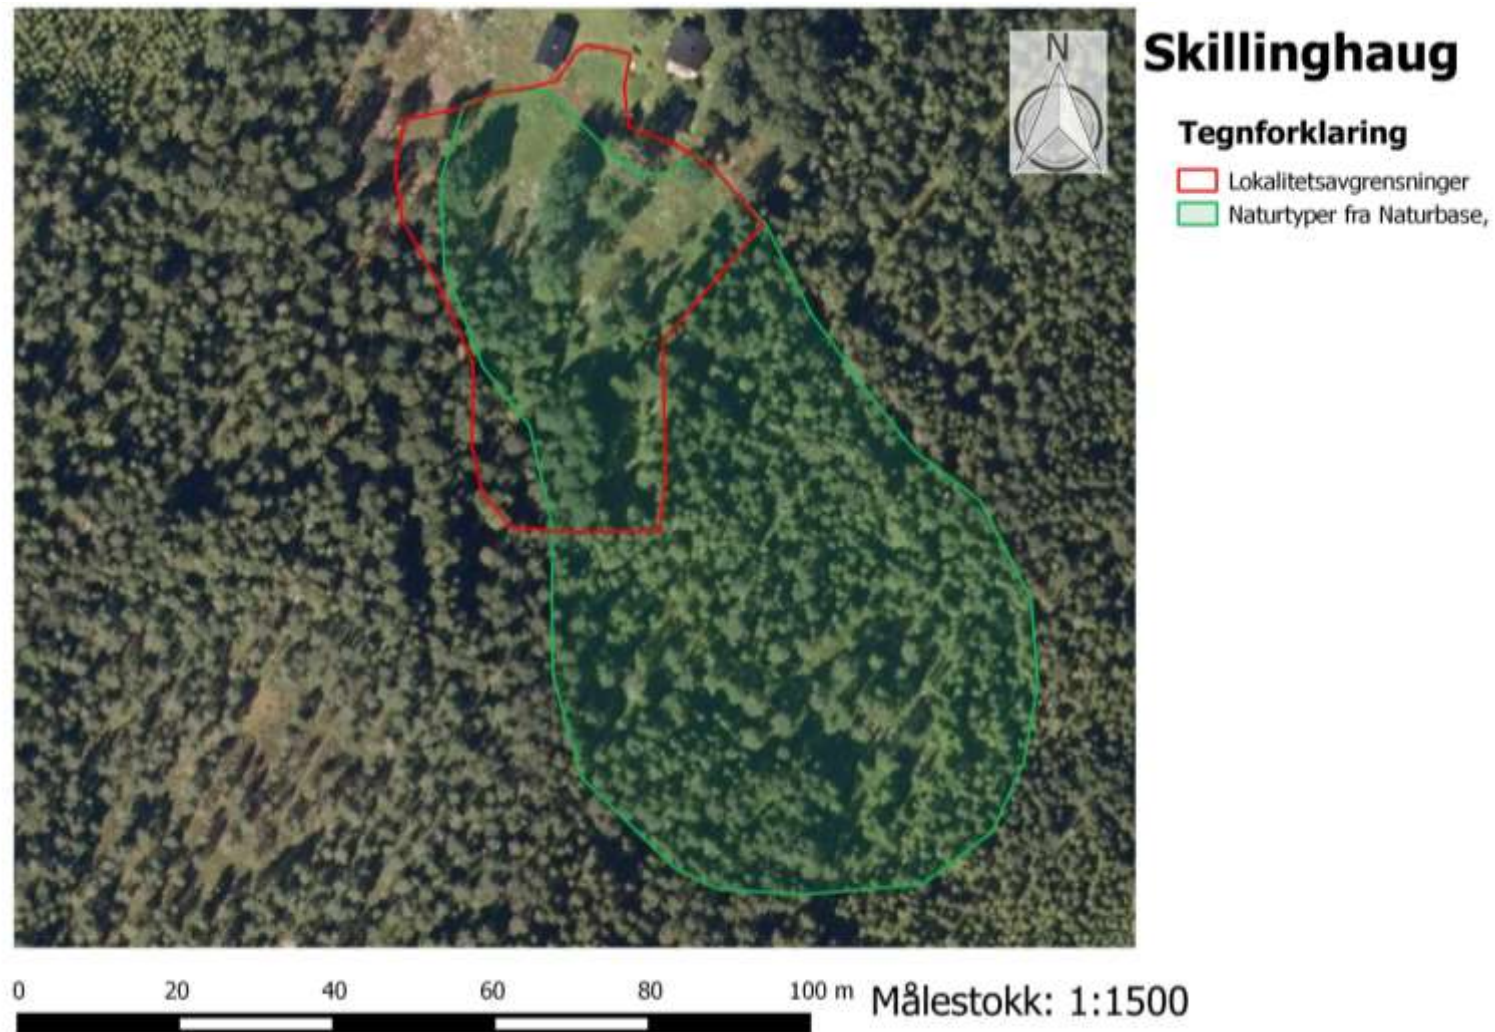 Skillinghaug
N
Tegnforklaring
Lokalitetsavgrensninger
Naturtyper fra Naturbase,
0 20 40 60 80 100 m
Målestokk: 1:1500